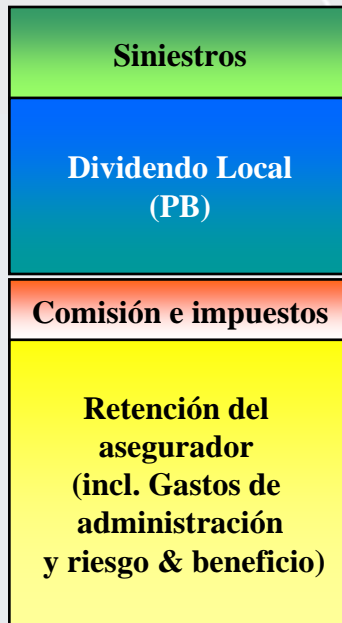 Siniestros
Dividendo Local
(PB)
Comisión e impuestos
Retención del
asegurador
(incl. Gastos de
administración
y riesgo & beneficio)